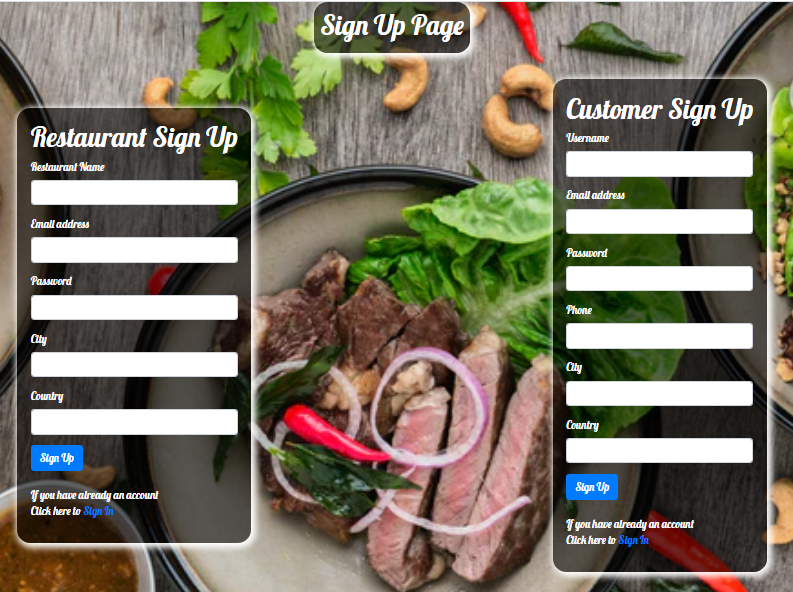 Sign Up Page
Restaurant Sign Up
Restaurant Name
Email address
Password
City
Country
Sign Up
If you have already an account
Click here to Sign In
Customer Sign Up
Username
Email address
Password
Phone
City
Country
Sign Up
If you have already an account
Click here to Sign In